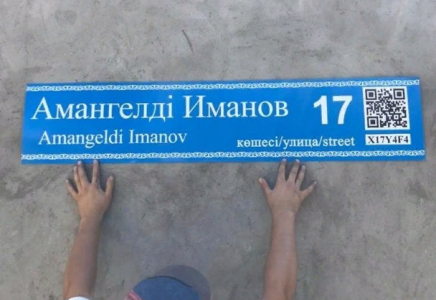 Амангелді Иманов 17
Amangeldi Imanov
көшесі/улица/street
X17Y4F4